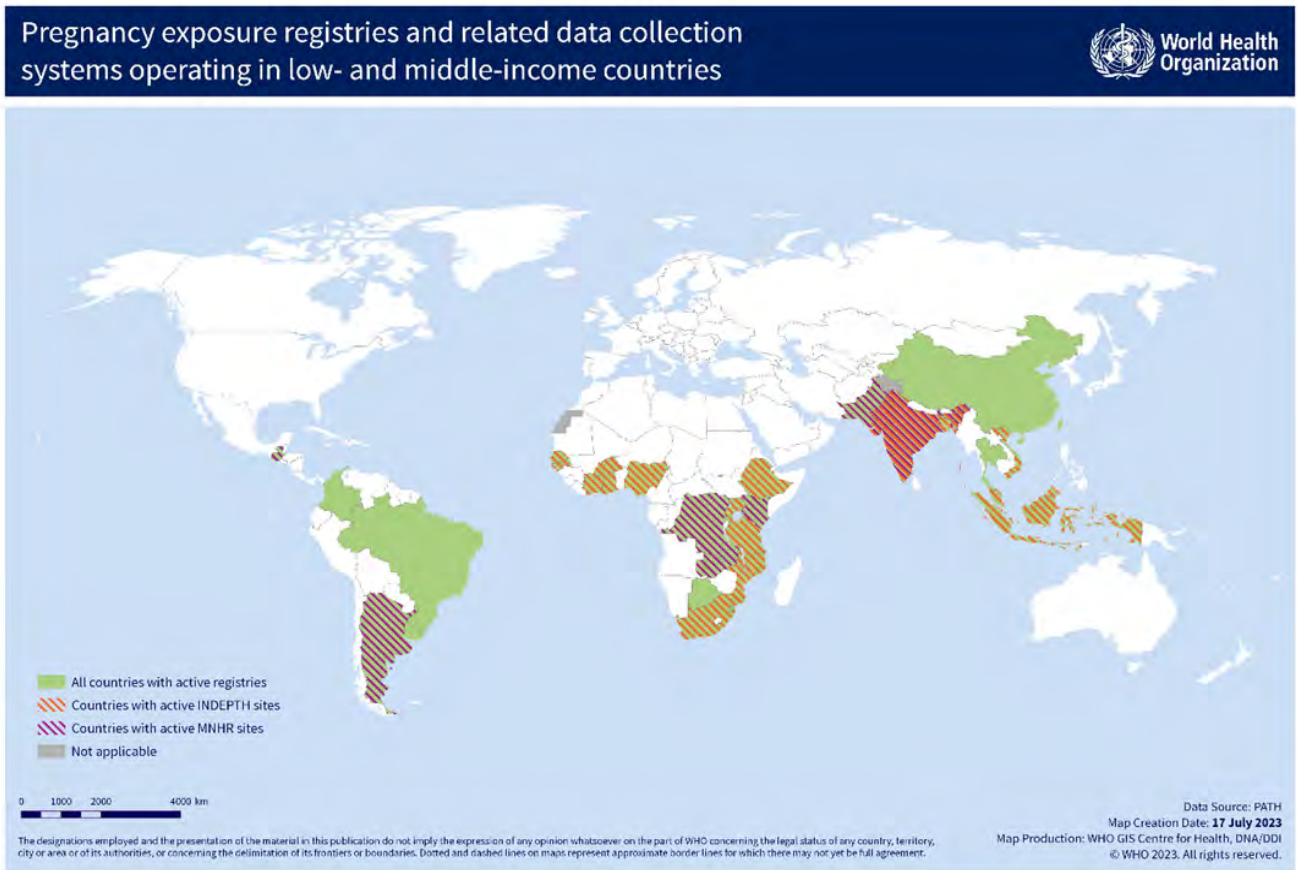 Pregnancy exposure registries and related data collection
systems operating in low- and middle-income countries
World Health
Organization
All countries with active registries
Countries with active INDEPTH sites
Countries with active MNHR sites
Not applicable
0 1000 2000 4000 km
Data Source: PATH
Map Creation Date: 17 July 2023
Map Production: WHO GIS Centre for Health, DNA/DDI
© WHO 2023. All rights reserved.
The designations employed and the presentation of the material in this publication do not imply the expression of any opinion whatsoever on the part of WHO concerning the legal status of any country, territory,
city or area or of its authorities, or concerning the delimitation of its frontiers or boundaries. Dotted and dashed lines on maps represent approximate border lines for which there may not yet be full agreement.